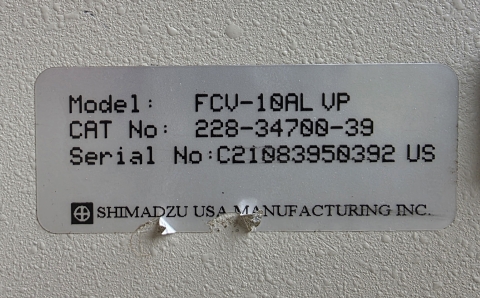 Model: FCV-10AL VP
CAT No: 228-34700-39
Serial No:C21083950392 US
SHIMADZU USA MANUFACTURING INC.